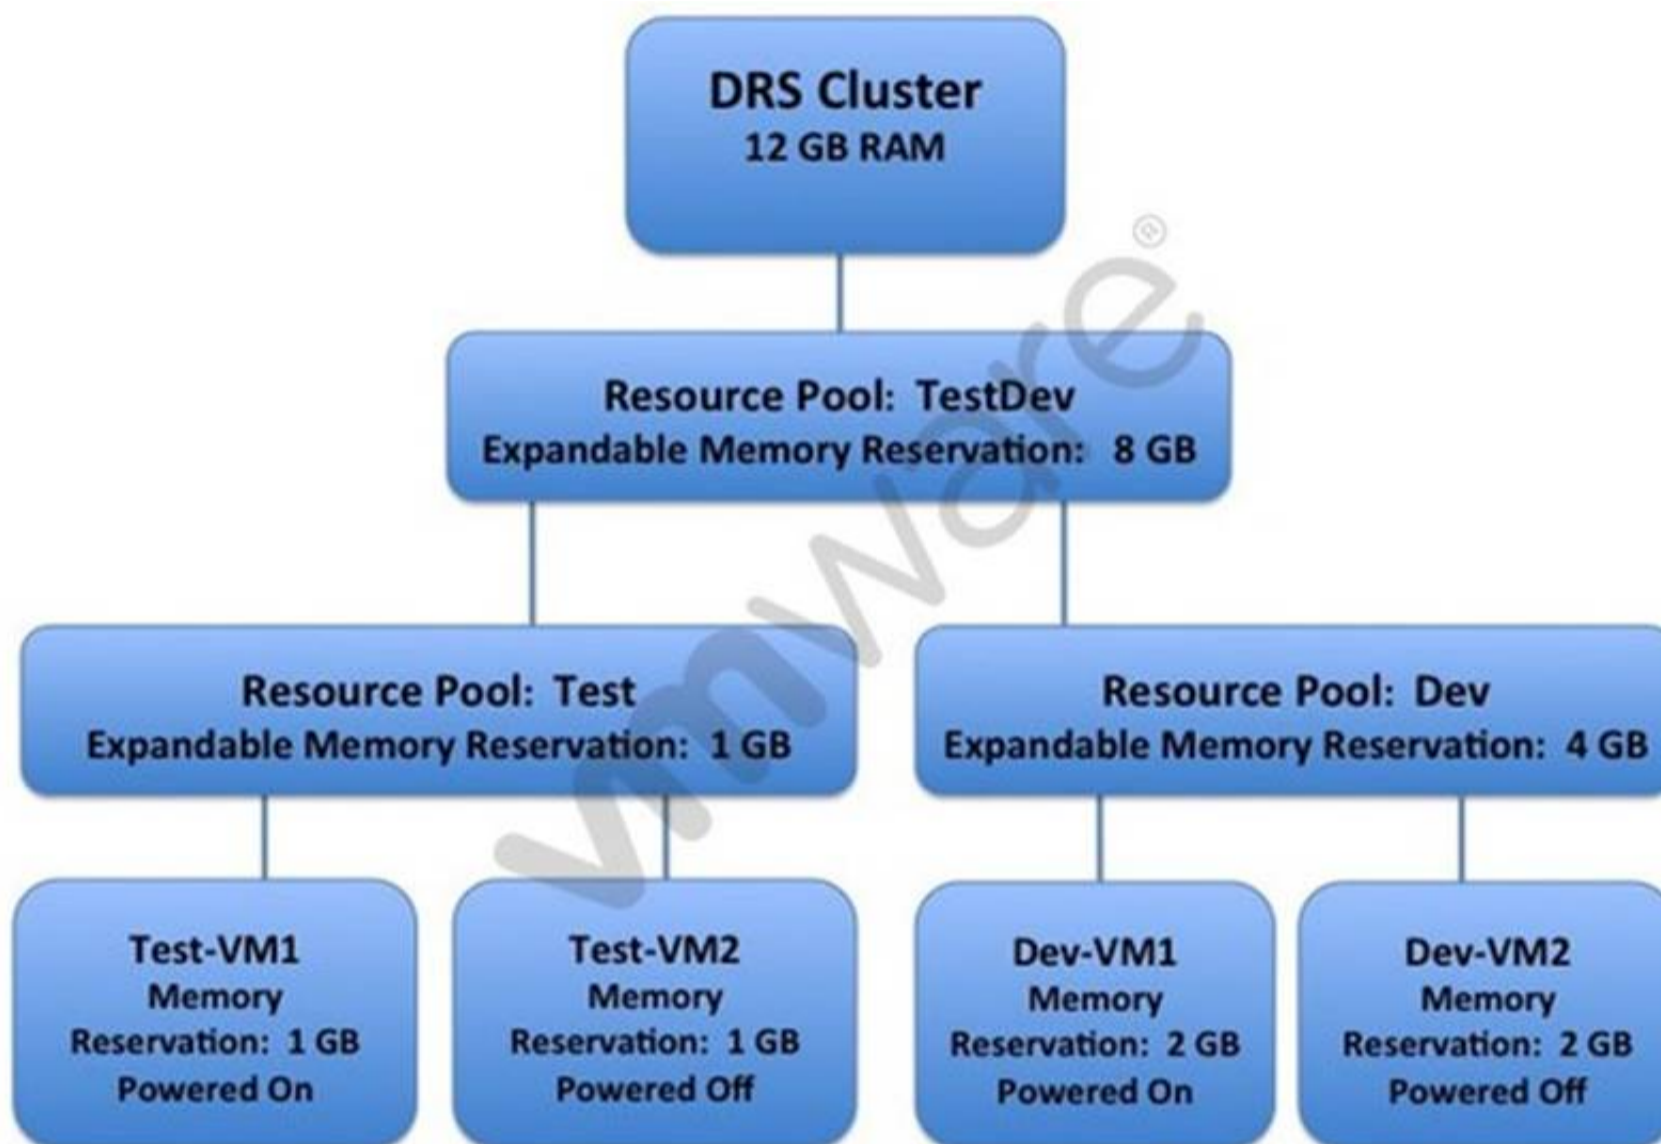 DRS Cluster
12 GB RAM
Resource Pool: TestDev
Expandable Memory Reservation: 8 GB
Resource Pool: Test
Expandable Memory Reservation: 1 GB
Resource Pool: Dev
Expandable Memory Reservation: 4 GB
Test-VM1
Memory
Reservation: 1 GB
Powered On
Test-VM2
Memory
Reservation: 1 GB
Powered Off
Dev-VM1
Memory
Reservation: 2 GB
Powered On
Dev-VM2
Memory
Reservation: 2 GB
Powered Off
vmware®